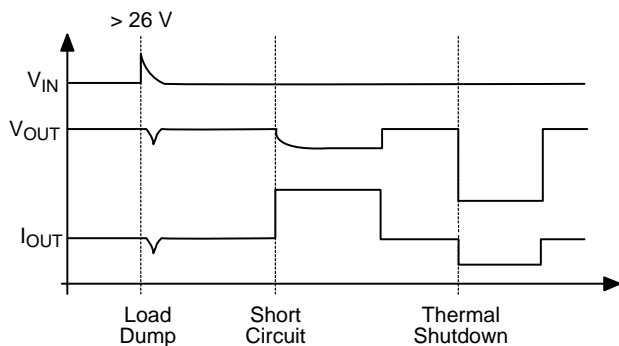 > 26 V
VIN
VOUT
IOUT
Load
Dump
Short
Circuit
Thermal
Shutdown